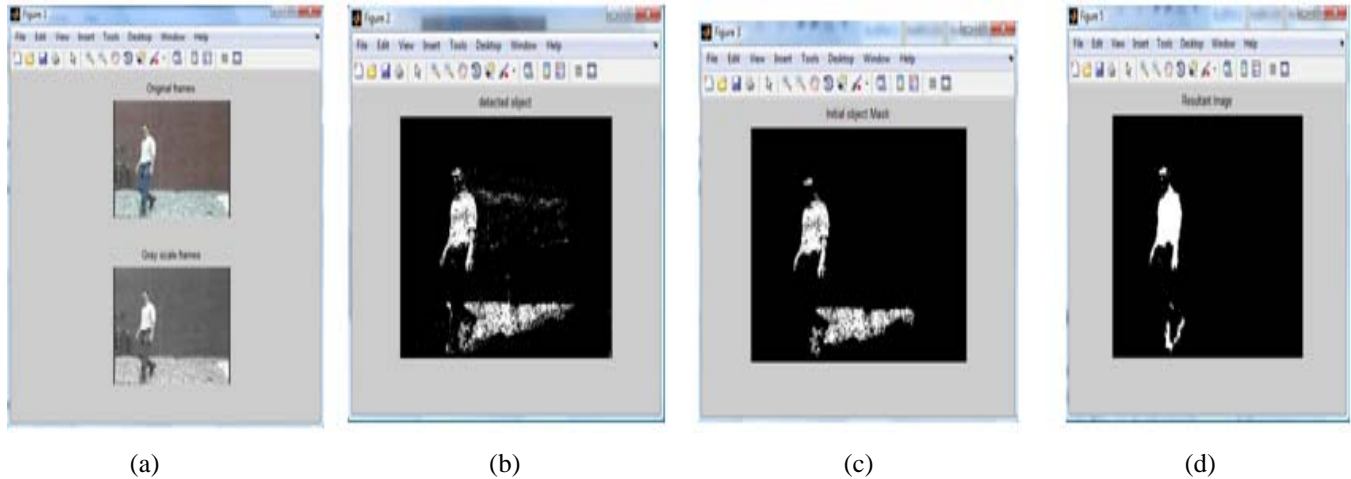 Figure 1
File Edit View Insert Tools Desktop Window Help
Original frames
Gray scale frames
Figure 2
File Edit View Insert Tools Desktop Window Help
detected object
Figure 3
File Edit View Insert Tools Desktop Window Help
Initial object Mask
Figure 5
File Edit View Insert Tools Desktop Window Help
Resultant Image
(a) (b) (c) (d)